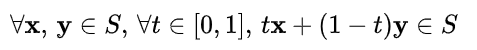 ∀𝐱, 𝐲 ∈ S, ∀t ∈ [0, 1], t𝐱 + (1 − t)𝐲 ∈ S